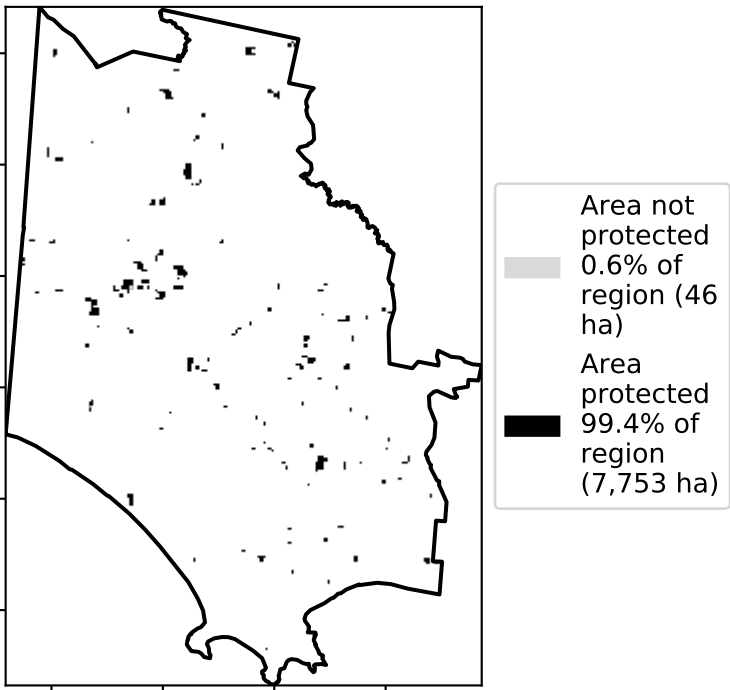 Area not
protected
0.6% of
region (46
ha)
Area
protected
99.4% of
region
(7,753 ha)